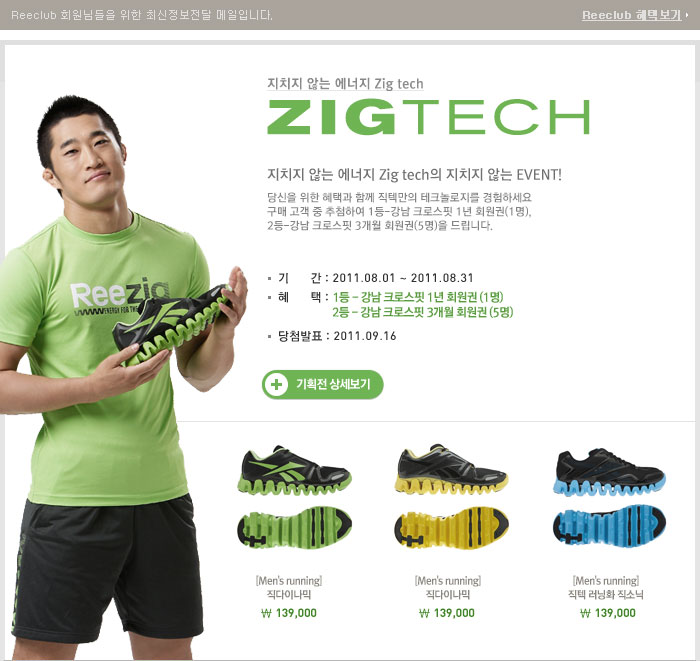 Reeclub 회원님들을 위한 최신정보전달 메일입니다.
Reeclub 혜택보기
지치지 않는 에너지 Zig tech
ZIGTECH
지치지 않는 에너지 Zig tech의 지치지 않는 EVENT!
당신을 위한 혜택과 함께 직텍만의 테크놀로지를 경험하세요
구매 고객 중 추첨하여 1등-강남 크로스핏 1년 회원권(1명),
2등-강남 크로스핏 3개월 회원권(5명)을 드립니다.
기 간 : 2011.08.01 ~ 2011.08.31
혜 택 : 1등 - 강남 크로스핏 1년 회원권 (1명)
2등 - 강남 크로스핏 3개월 회원권 (5명)
당첨발표 : 2011.09.16
Reezig
ENERGY FOR THE
기획전 상세보기
[Men's running]
직다이나믹
₩ 139,000
[Men's running]
직다이나믹
₩ 139,000
[Men's running]
직텍 러닝화 직소닉
₩ 139,000